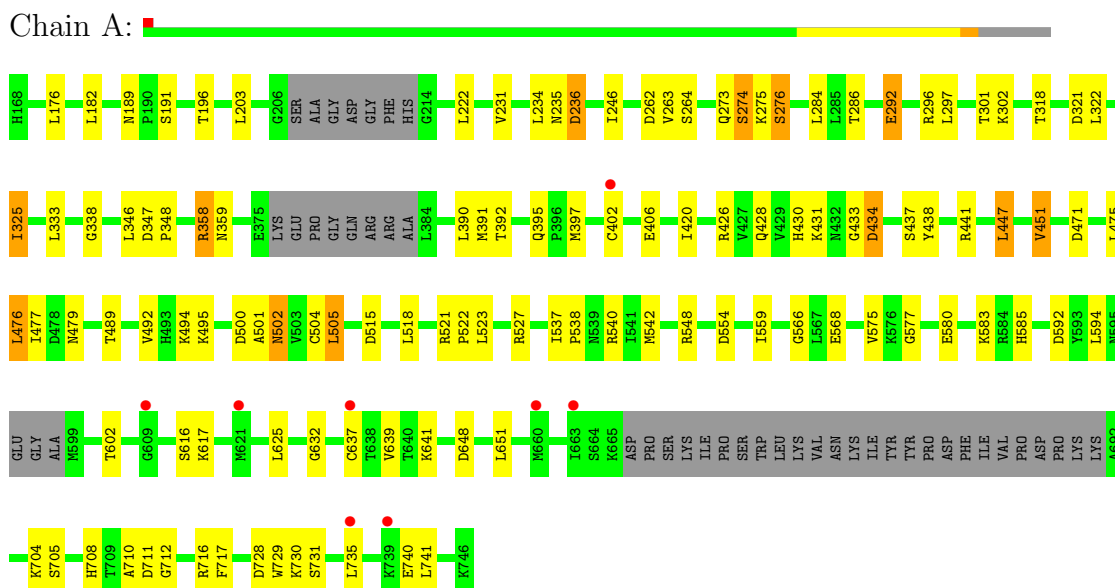 Chain A:
H168 L176 L182 N189 P190 S191 T196 L203 G206 SER ALA GLY ASP GLY PHE HIS G214 L222 V231 L234 N235 D236 I246 D262 V263 S264 Q273 S274 K275 S276 L284 L285 T286 E292 R296 L297 T301 K302 T318 D321 L322
I325 L333 G338 L346 D347 P348 R358 N359 E375 LYS GLU PRO GLY GLN ARG ARG ALA L384 L390 M391 T392 Q395 P396 M397 C402 E406 I420 R426 V427 Q428 V429 H430 K431 N432 G433 D434 S437 Y438 R441 L447 V451 D471 L475
L476 I477 D478 N479 T489 V492 H493 K494 K495 D500 A501 N502 V503 C504 L505 D515 L518 R521 P522 L523 R527 I537 P538 N539 R540 I541 M542 R548 D554 I559 G566 L567 E568 V575 K576 G577 E580 K583 R584 H585 D592 Y593 L594 N595
GLU GLY ALA M599 T602 G609 S616 K617 M621 L625 G632 C637 T638 V639 T640 K641 D648 L651 M660 I663 S664 K665 ASP PRO SER LYS ILE PRO SER TRP LEU LYS VAL ASN LYS ILE TYR TYR PRO ASP PHE ILE VAL PRO ASP PRO LYS LYS A692
K704 S705 H708 T709 A710 D711 G712 R716 F717 D728 W729 K730 S731 L735 K739 E740 L741 K746